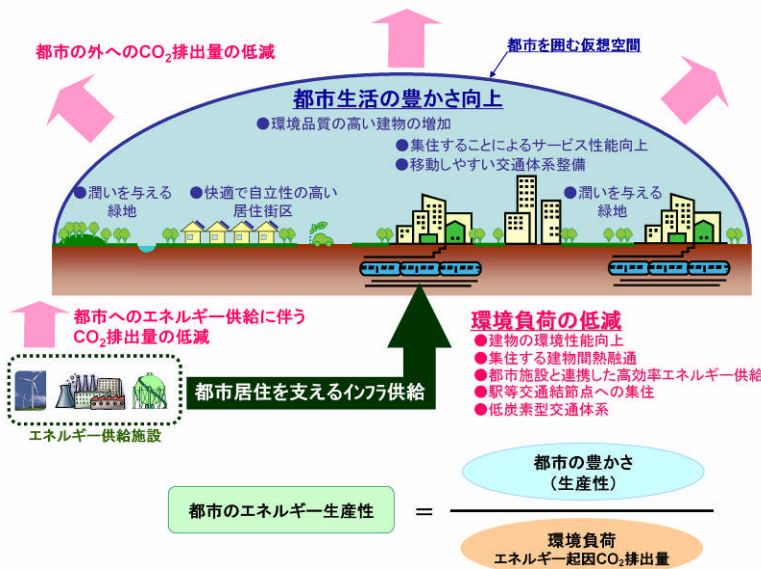 都市の外へのCO₂排出量の低減
都市を囲む仮想空間
都市生活の豊かさ向上
●環境品質の高い建物の増加
●集住することによるサービス性能向上
●移動しやすい交通体系整備
●潤いを与える
緑地
●快適で自立性の高い
居住街区
●潤いを与える
緑地
都市へのエネルギー供給に伴う
CO₂排出量の低減
エネルギー供給施設
都市居住を支えるインフラ供給
環境負荷の低減
●建物の環境性能向上
●集住する建物間熱融通
●都市施設と連携した高効率エネルギー供給
●駅等交通結節点への集住
●低炭素型交通体系
都市のエネルギー生産性
=
都市の豊かさ
(生産性)
環境負荷
エネルギー起因CO₂排出量